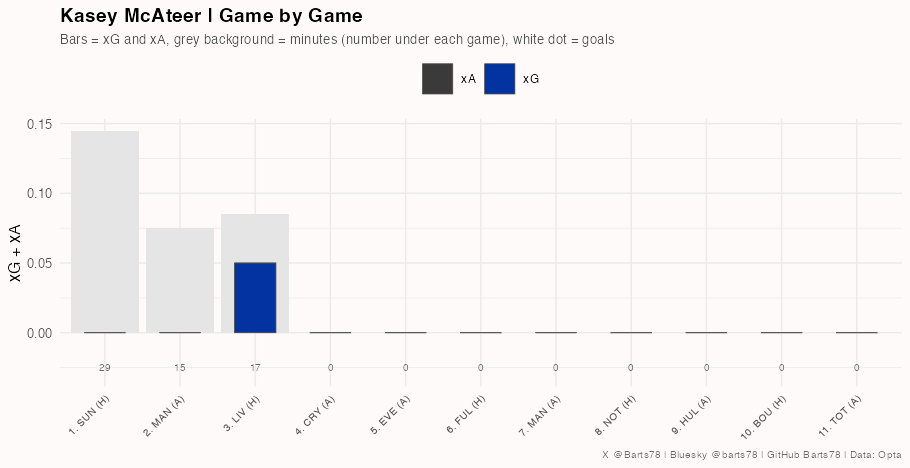 Kasey McAteer | Game by Game
Bars = xG and xA, grey background = minutes (number under each game), white dot = goals
xA xG
xG + xA
0.15
0.10
0.05
0.00
29 15 17 0 0 0 0 0 0 0 0
1. SUN (H) 2. MAN (A) 3. LIV (H) 4. CRY (A) 5. EVE (A) 6. FUL (H) 7. MAN (A) 8. NOT (H) 9. HUL (A) 10. BOU (H) 11. TOT (A)
X @Barts78 | Bluesky @barts78 | GitHub Barts78 | Data: Opta